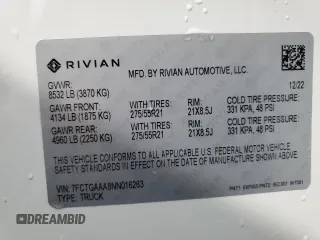 RIVIAN
MFD. BY RIVIAN AUTOMOTIVE, LLC.
GVWR:
8532 LB (3870 KG)
12/22
GAWR FRONT: WITH TIRES: RIM: COLD TIRE PRESSURE:
4134 LB (1875 KG) 275/55R21 21X8.5J 331 KPA, 48 PSI
GAWR REAR: WITH TIRES: RIM: COLD TIRE PRESSURE:
4960 LB (2250 KG) 275/55R21 21X8.5J 331 KPA, 48 PSI
THIS VEHICLE CONFORMS TO ALL APPLICABLE U.S. FEDERAL MOTOR VEHICLE
SAFETY AND THEFT PREVENTION STANDARDS IN EFFECT ON THE DATE OF
MANUFACTURE SHOWN ABOVE.
VIN: 7FCTGAAA8NN016263
TYPE: TRUCK
DREAMBID